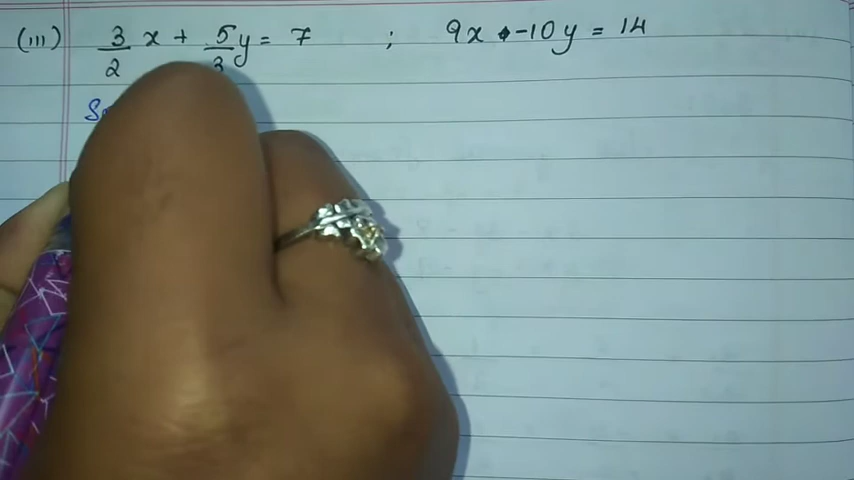 (iii) 3/2 x + 5/3 y = 7 ; 9x - 10y = 14